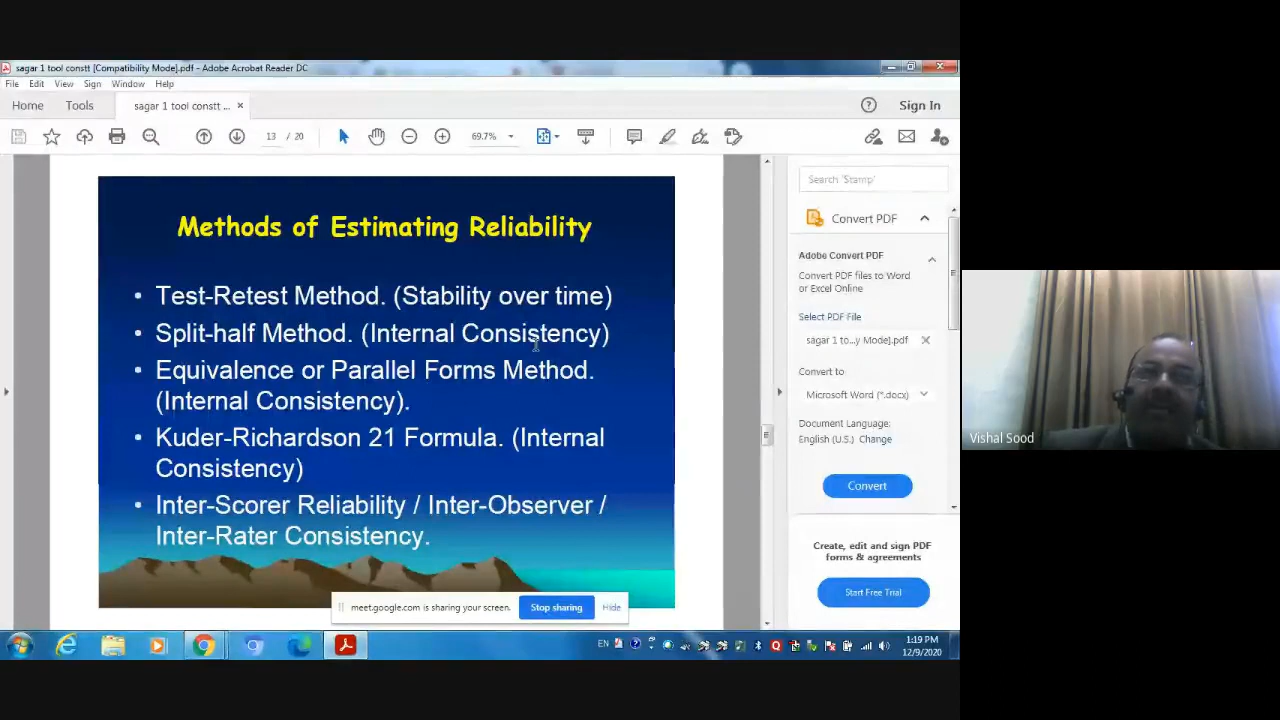 sagar 1 tool constt [Compatibility Mode].pdf - Adobe Acrobat Reader DC
File Edit View Sign Window Help
Home Tools sagar 1 tool constt ... × Sign In
13 / 20 69.7%
Methods of Estimating Reliability
• Test-Retest Method. (Stability over time)
• Split-half Method. (Internal Consistency)
• Equivalence or Parallel Forms Method.
(Internal Consistency).
• Kuder-Richardson 21 Formula. (Internal
Consistency)
• Inter-Scorer Reliability / Inter-Observer /
Inter-Rater Consistency.
Search 'Stamp'
Convert PDF
Adobe Convert PDF
Convert PDF files to Word
or Excel Online
Select PDF File
sagar 1 to...y Mode].pdf
Convert to
Microsoft Word (*.docx)
Document Language:
English (U.S.) Change
Convert
Create, edit and sign PDF
forms & agreements
Start Free Trial
meet.google.com is sharing your screen. Stop sharing Hide
EN
1:19 PM
12/9/2020
Vishal Sood